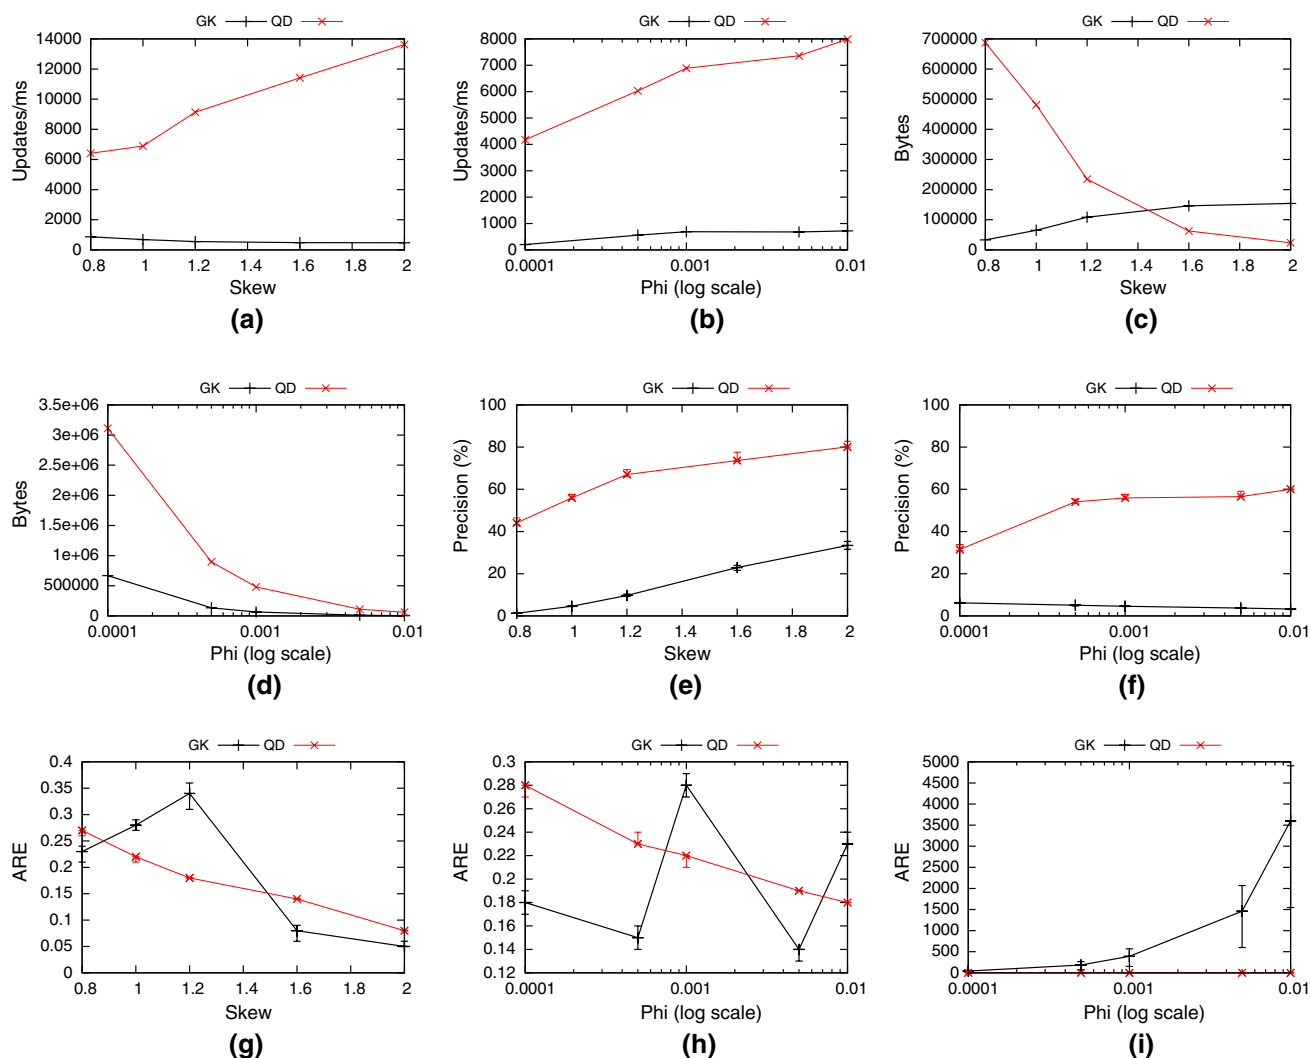 GK QD
14000
12000
10000
8000
6000
4000
2000
0
Updates/ms
0.8 1 1.2 1.4 1.6 1.8 2
Skew
(a)
GK QD
8000
7000
6000
5000
4000
3000
2000
1000
0
Updates/ms
0.0001 0.001 0.01
Phi (log scale)
(b)
GK QD
700000
600000
500000
400000
300000
200000
100000
0
Bytes
0.8 1 1.2 1.4 1.6 1.8 2
Skew
(c)
GK QD
3.5e+06
3e+06
2.5e+06
2e+06
1.5e+06
1e+06
500000
0
Bytes
0.0001 0.001 0.01
Phi (log scale)
(d)
GK QD
100
80
60
40
20
0
Precision (%)
0.8 1 1.2 1.4 1.6 1.8 2
Skew
(e)
GK QD
100
80
60
40
20
0
Precision (%)
0.0001 0.001 0.01
Phi (log scale)
(f)
GK QD
0.4
0.35
0.3
0.25
0.2
0.15
0.1
0.05
0
ARE
0.8 1 1.2 1.4 1.6 1.8 2
Skew
(g)
GK QD
0.3
0.28
0.26
0.24
0.22
0.2
0.18
0.16
0.14
0.12
ARE
0.0001 0.001 0.01
Phi (log scale)
(h)
GK QD
5000
4500
4000
3500
3000
2500
2000
1500
1000
500
0
ARE
0.0001 0.001 0.01
Phi (log scale)
(i)